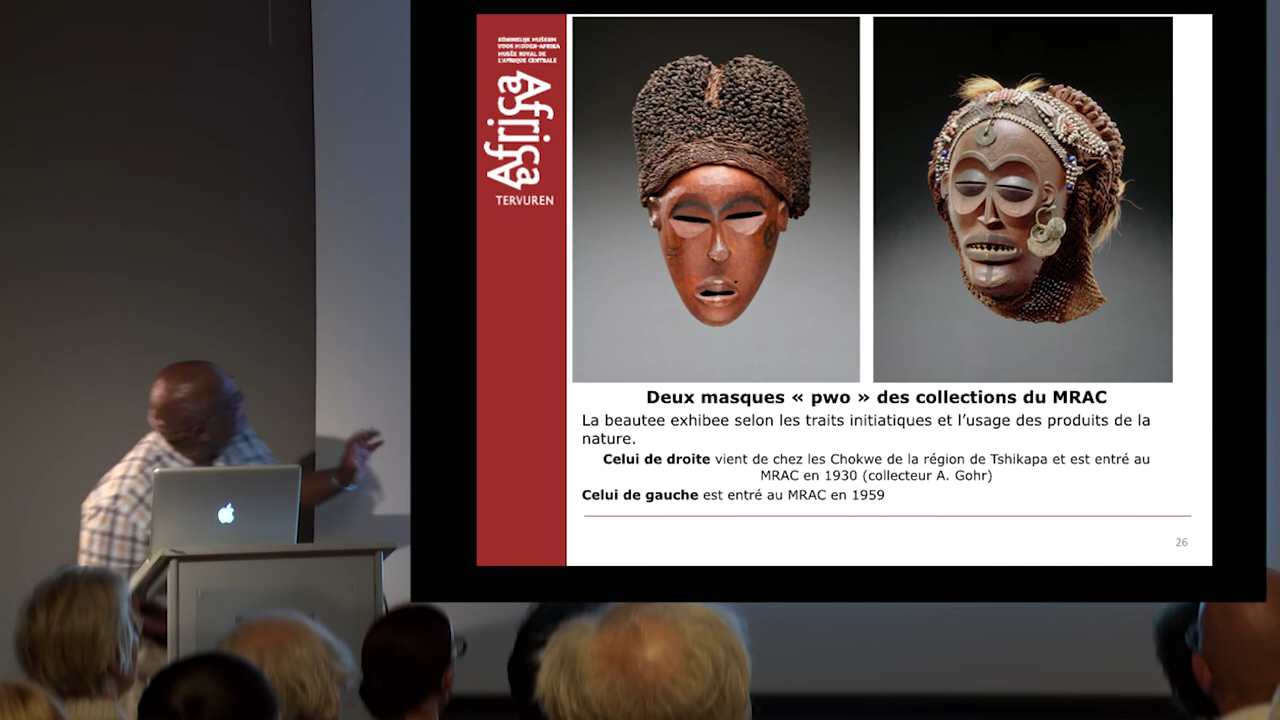 KONINKLIJK MUSEUM
VOOR MIDDEN-AFRIKA
MUSÉE ROYAL DE
L'AFRIQUE CENTRALE
Africa
TERVUREN
Deux masques « pwo » des collections du MRAC
La beautee exhibee selon les traits initiatiques et l'usage des produits de la
nature.
Celui de droite vient de chez les Chokwe de la région de Tshikapa et est entré au
MRAC en 1930 (collecteur A. Gohr)
Celui de gauche est entré au MRAC en 1959
26